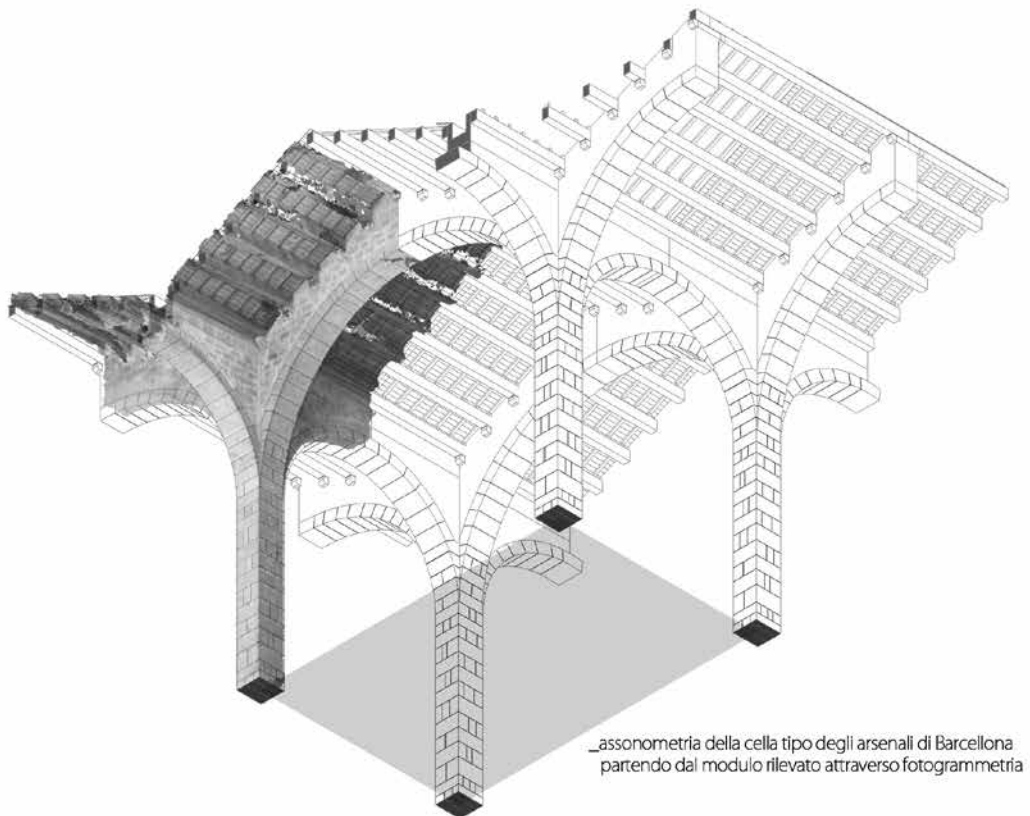 _assonometria della cella tipo degli arsenali di Barcellona
partendo dal modulo rilevato attraverso fotogrammetria